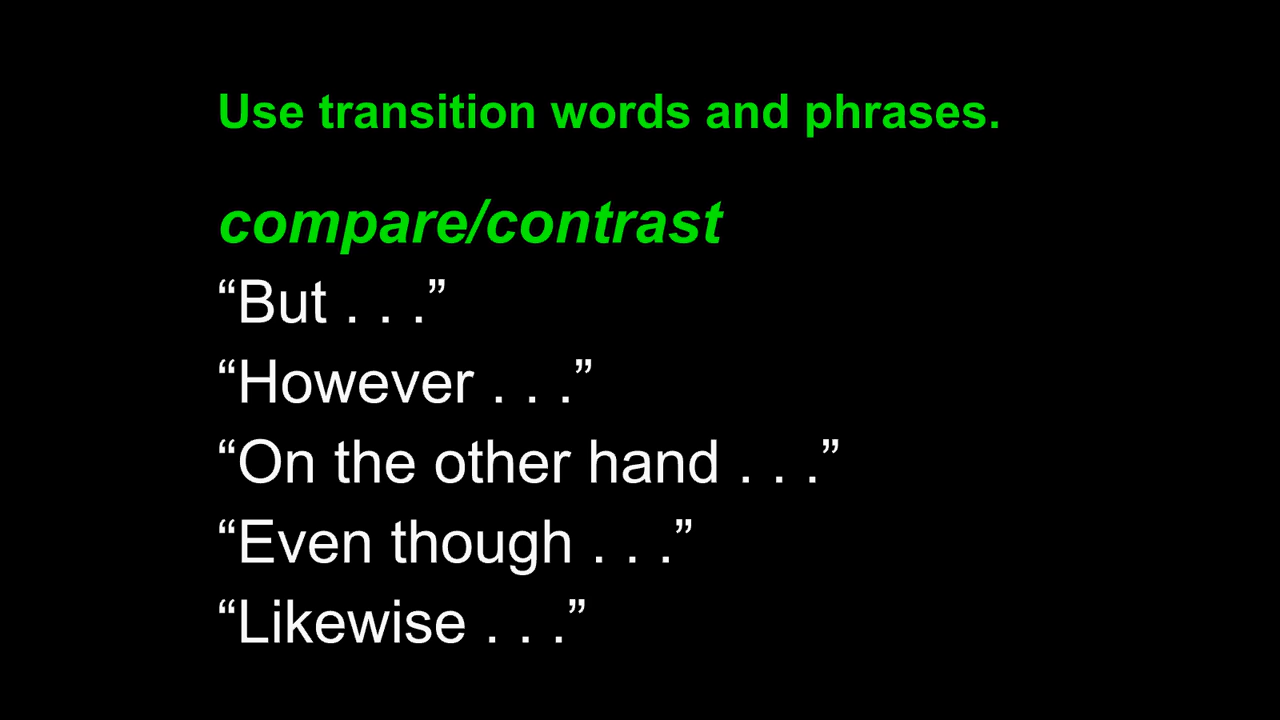 Use transition words and phrases.
compare/contrast
“But . . .”
“However . . .”
“On the other hand . . .”
“Even though . . .”
“Likewise . . .”